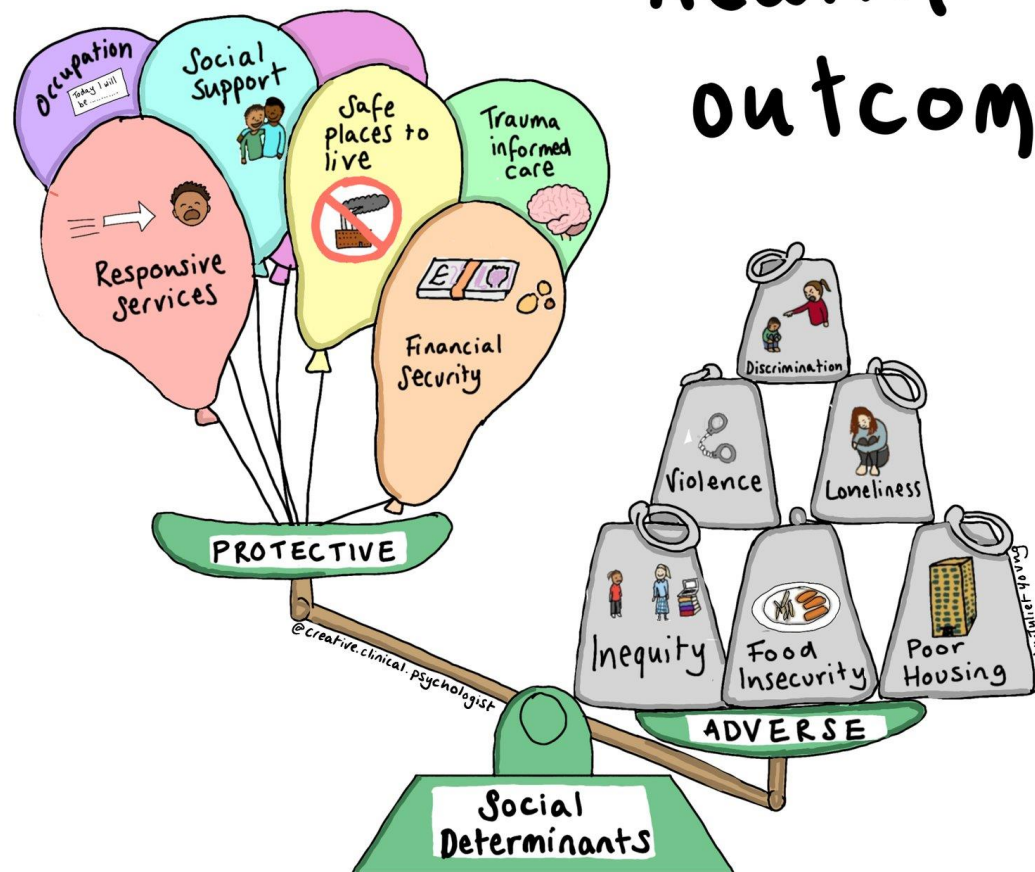 outcom
Occupation
Today I will
be ..........
Social
Support
Safe
places to
live
Trauma
informed
care
Responsive
Services
£
Financial
Security
Discrimination
Violence
Loneliness
Inequity
Food
Insecurity
Poor
Housing
PROTECTIVE
@creative.clinical.psychologist
ADVERSE
Social
Determinants